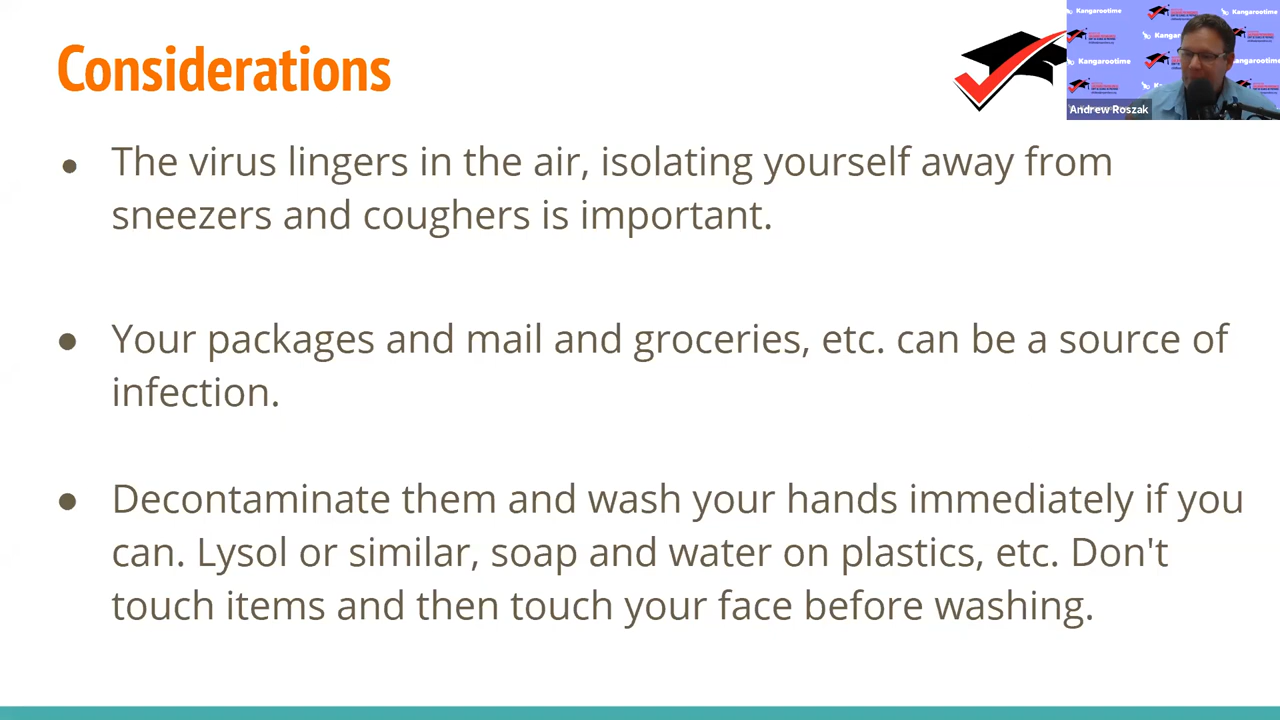 Considerations
Kangarootime
Kangarootime
Andrew Roszak
● The virus lingers in the air, isolating yourself away from
sneezers and coughers is important.
● Your packages and mail and groceries, etc. can be a source of
infection.
● Decontaminate them and wash your hands immediately if you
can. Lysol or similar, soap and water on plastics, etc. Don't
touch items and then touch your face before washing.